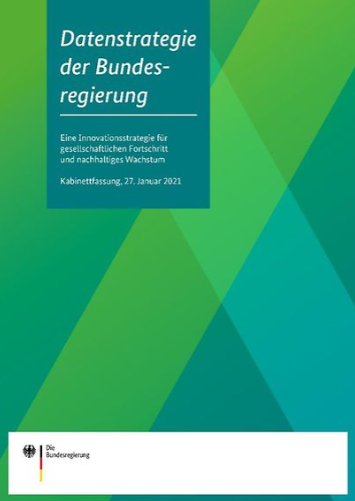 Datenstrategie
der Bundes-
regierung
Eine Innovationsstrategie für
gesellschaftlichen Fortschritt
und nachhaltiges Wachstum
Kabinettfassung, 27. Januar 2021
Die
Bundesregierung